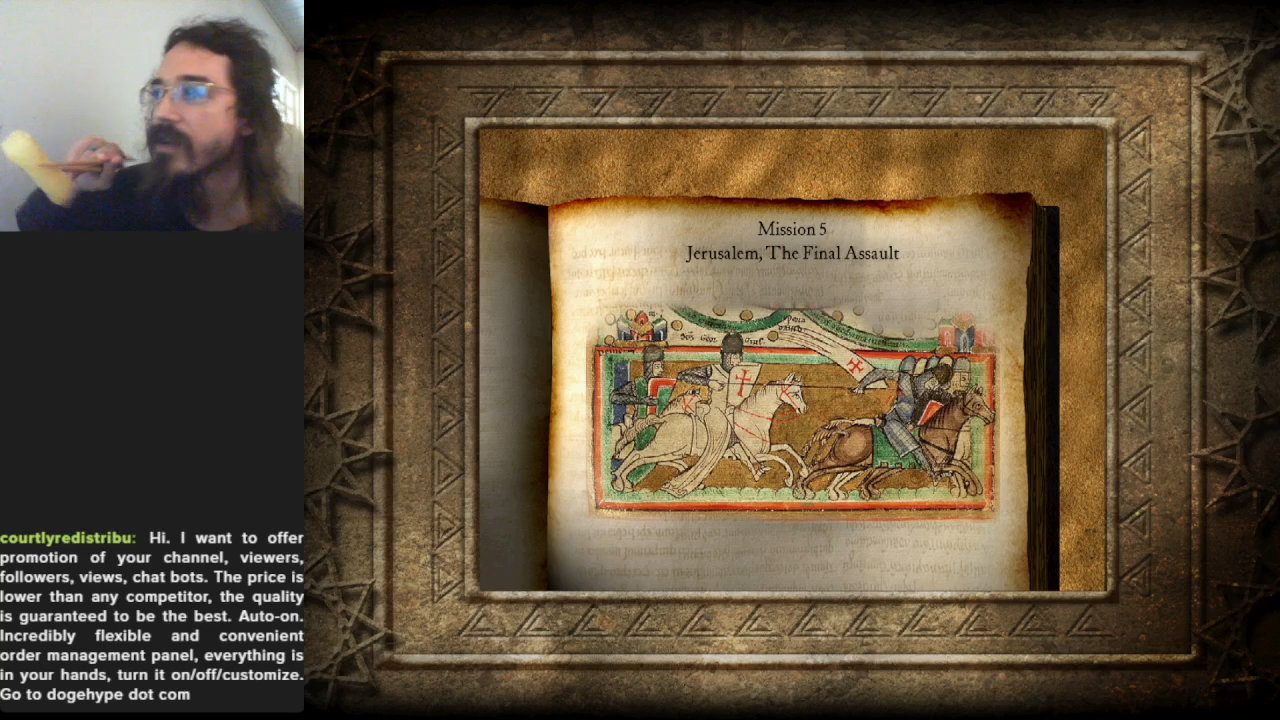 Mission 5
Jerusalem, The Final Assault
courtlyredistribu: Hi. I want to offer
promotion of your channel, viewers,
followers, views, chat bots. The price is
lower than any competitor, the quality
is guaranteed to be the best. Auto-on.
Incredibly flexible and convenient
order management panel, everything is
in your hands, turn it on/off/customize.
Go to dogehype dot com